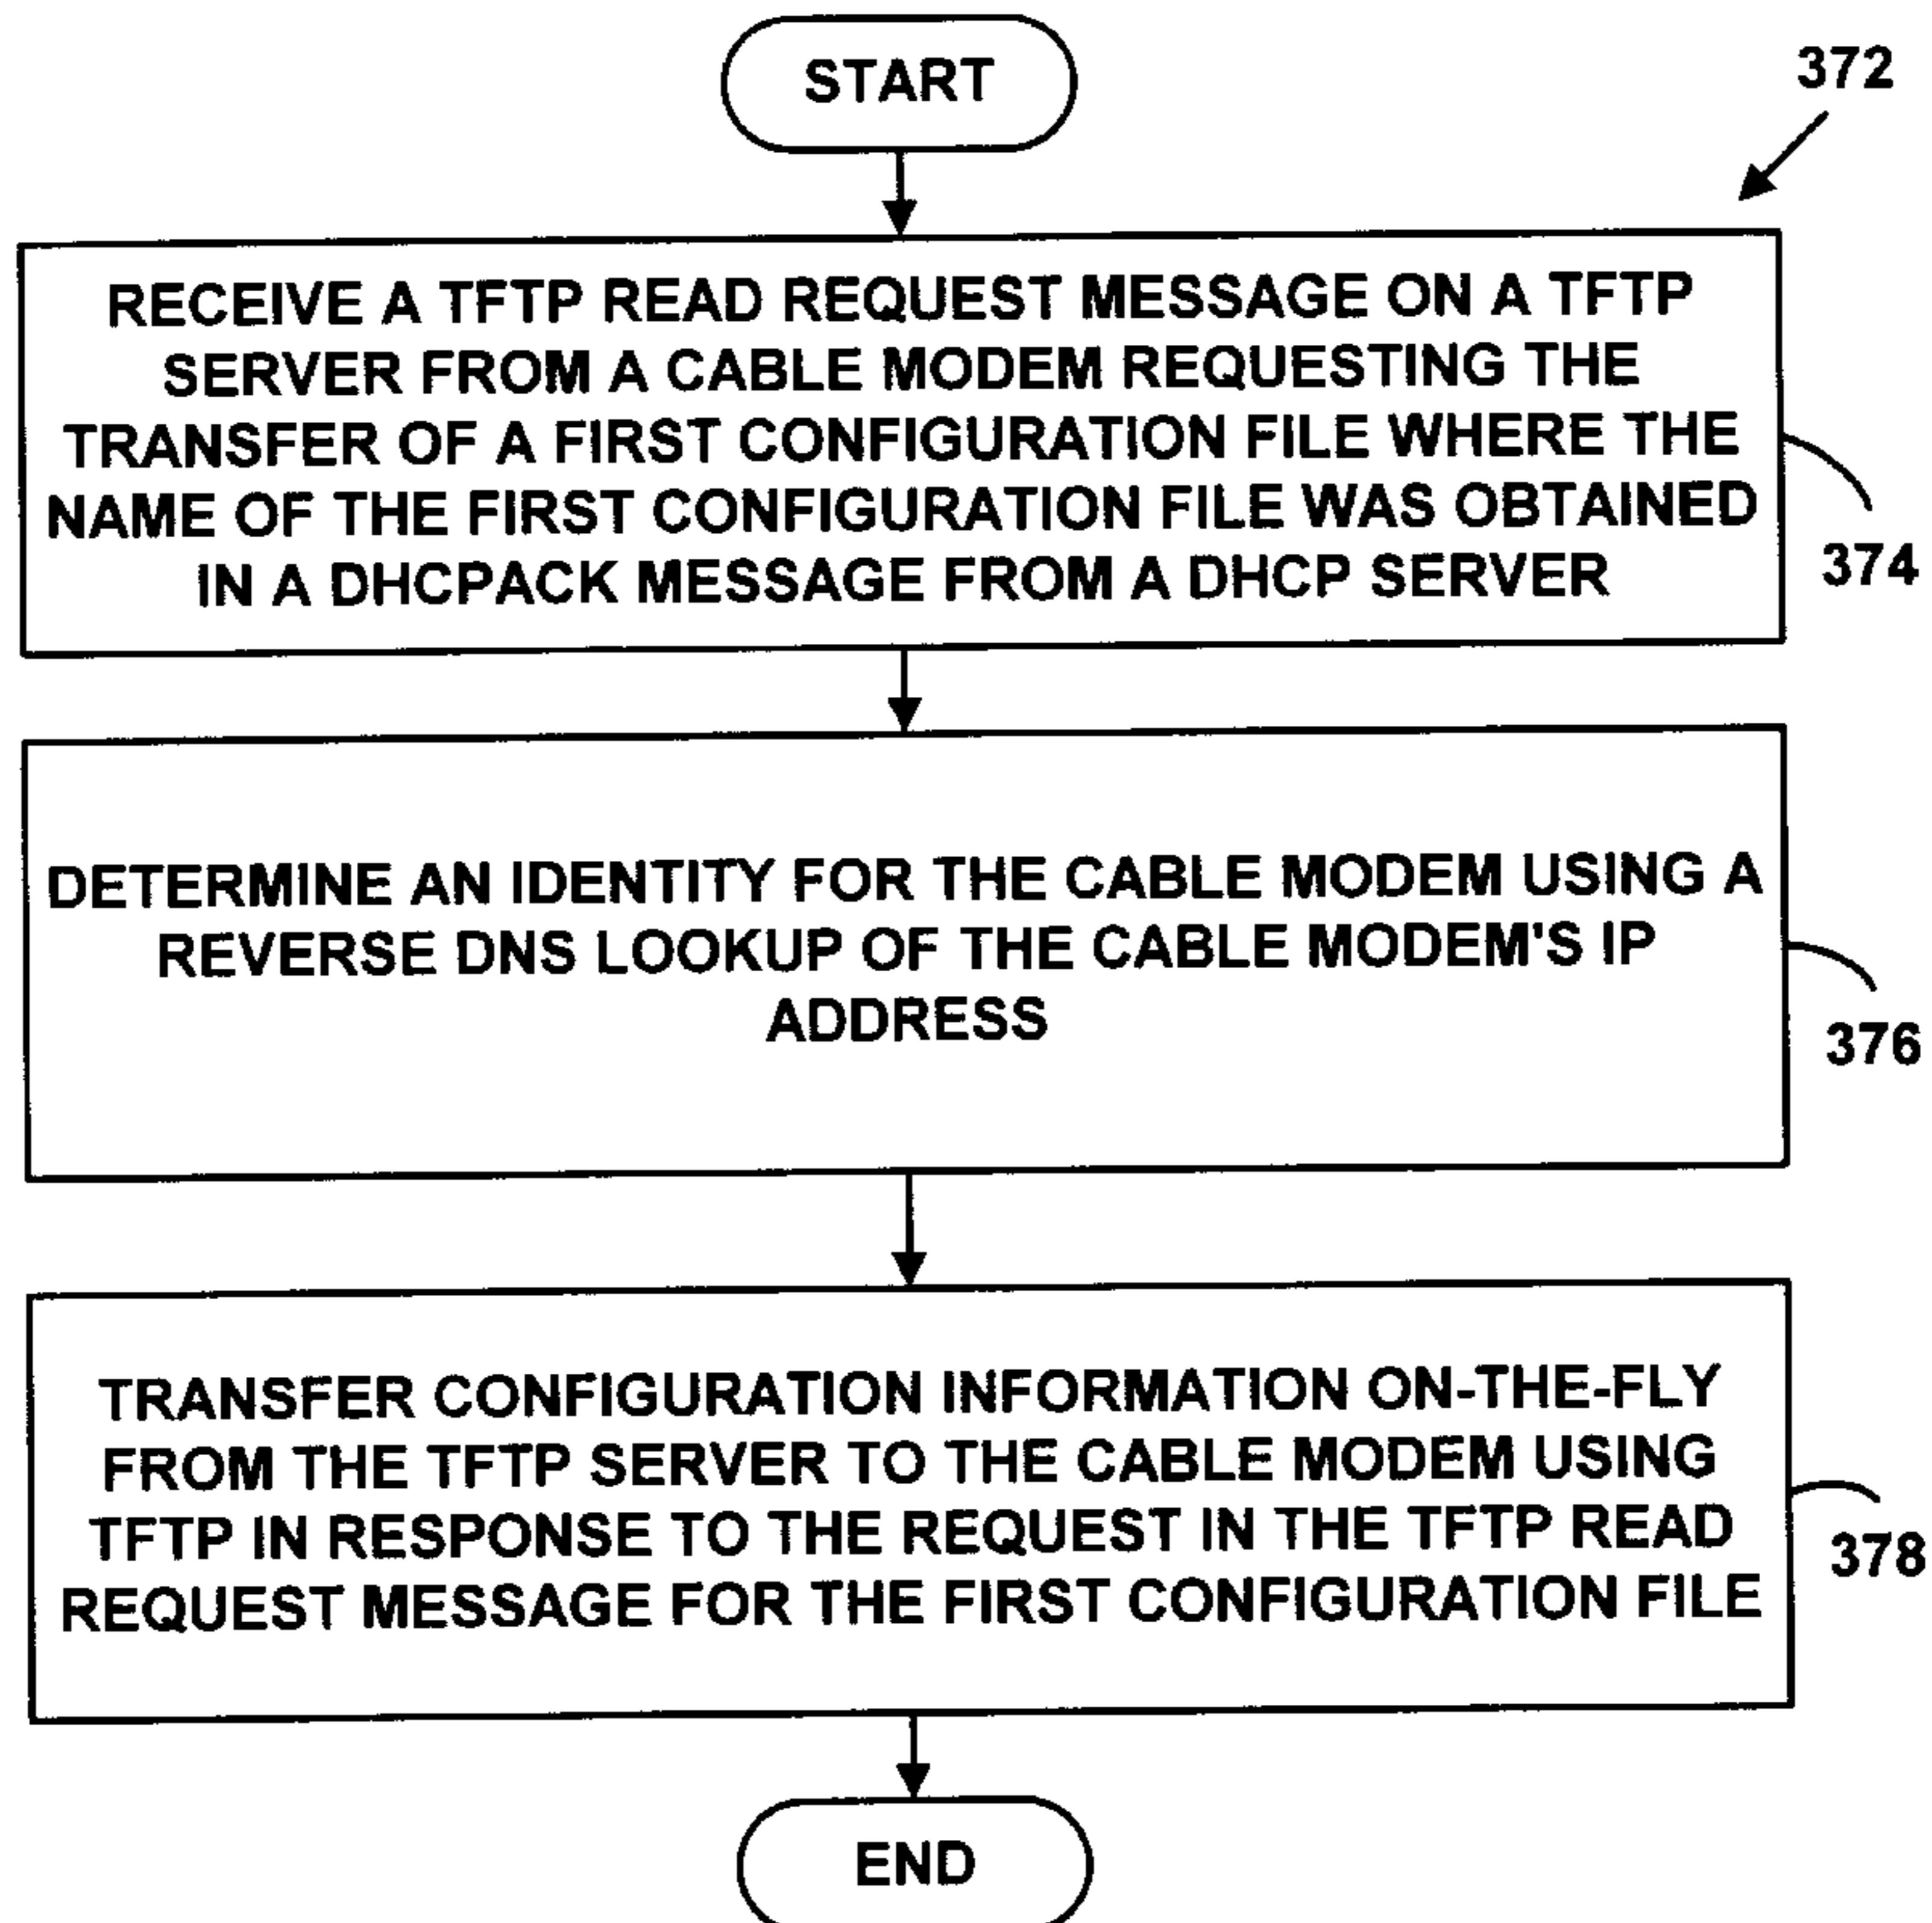 START
372
RECEIVE A TFTP READ REQUEST MESSAGE ON A TFTP
SERVER FROM A CABLE MODEM REQUESTING THE
TRANSFER OF A FIRST CONFIGURATION FILE WHERE THE
NAME OF THE FIRST CONFIGURATION FILE WAS OBTAINED
IN A DHCPACK MESSAGE FROM A DHCP SERVER
374
DETERMINE AN IDENTITY FOR THE CABLE MODEM USING A
REVERSE DNS LOOKUP OF THE CABLE MODEM'S IP
ADDRESS
376
TRANSFER CONFIGURATION INFORMATION ON-THE-FLY
FROM THE TFTP SERVER TO THE CABLE MODEM USING
TFTP IN RESPONSE TO THE REQUEST IN THE TFTP READ
REQUEST MESSAGE FOR THE FIRST CONFIGURATION FILE
378
END